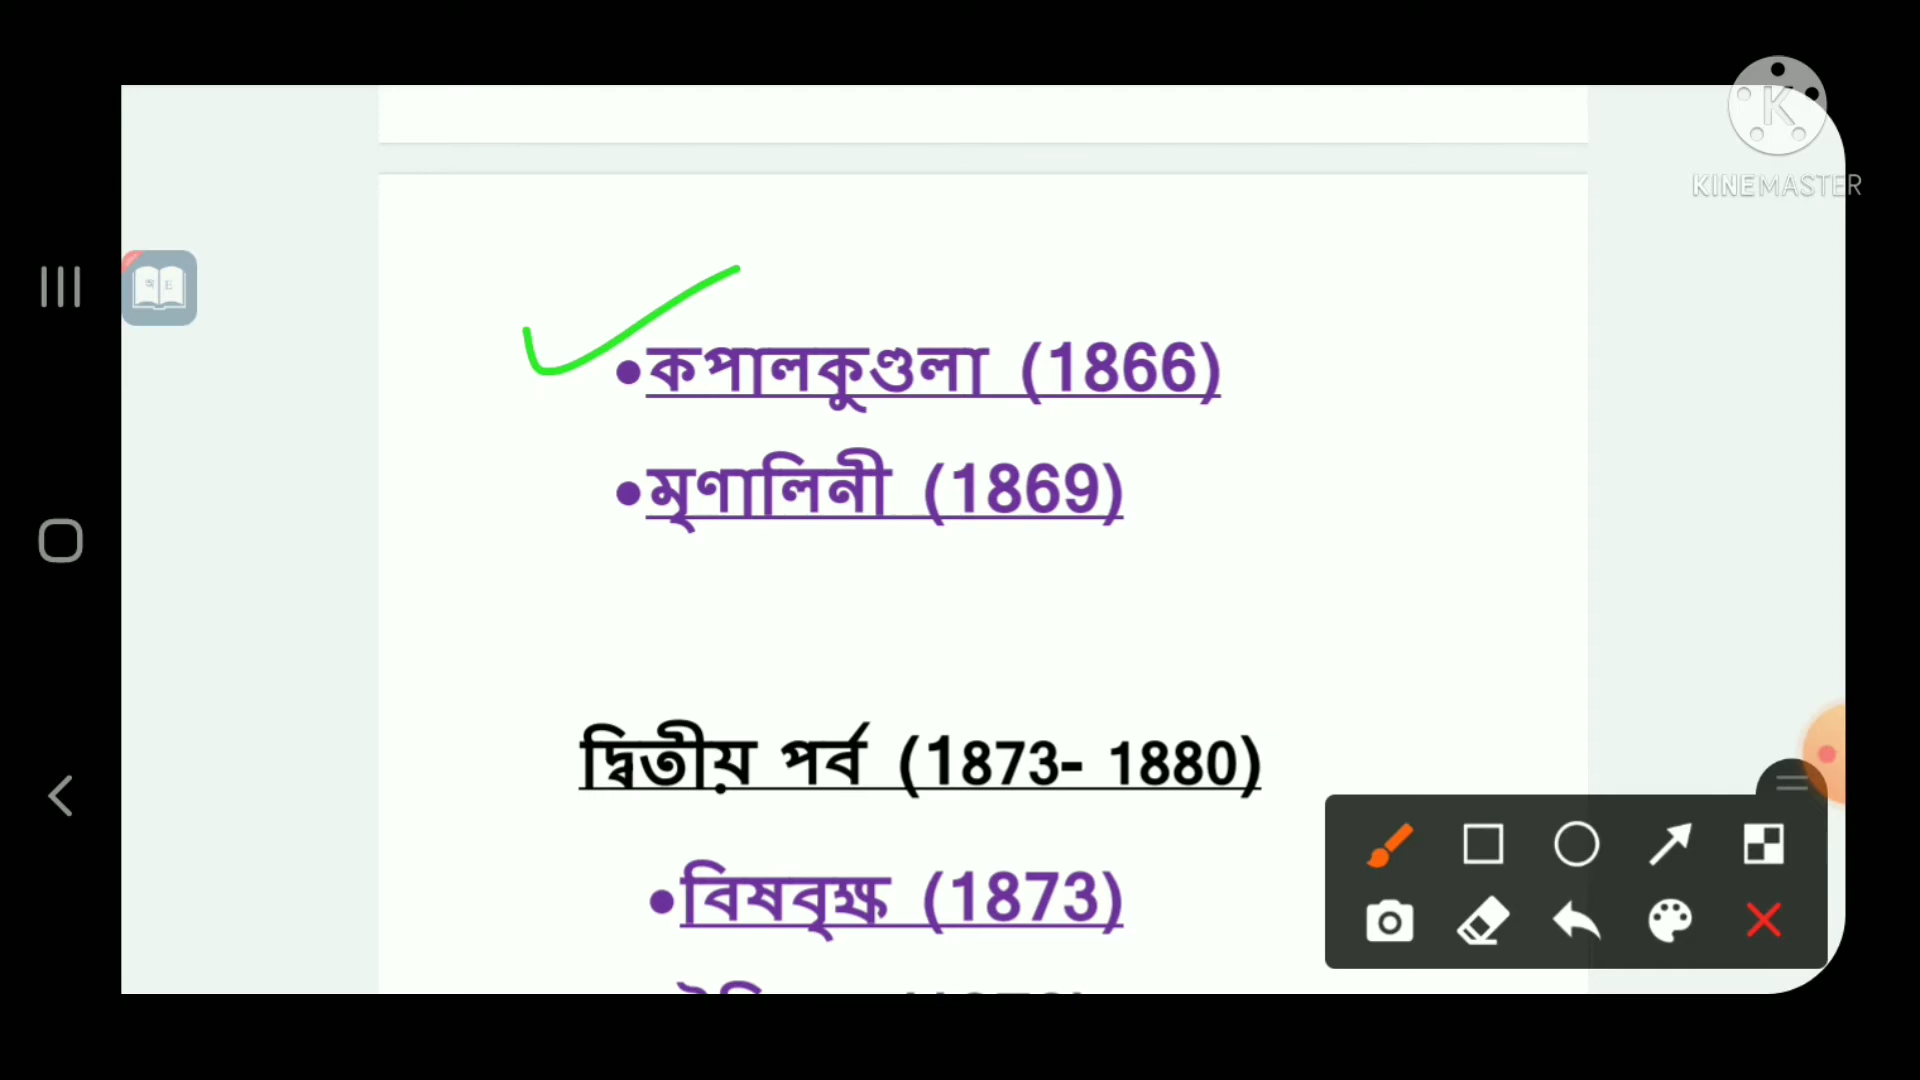 KINEMASTER
•কপালকুণ্ডলা (1866)
•মৃণালিনী (1869)
দ্বিতীয় পর্ব (1873- 1880)
•বিষবৃক্ষ (1873)